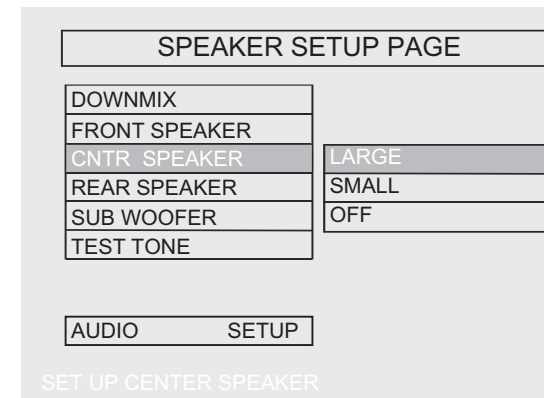 SPEAKER SETUP PAGE
DOWNMIX
FRONT SPEAKER
CNTR SPEAKER
REAR SPEAKER
SUB WOOFER
TEST TONE
LARGE
SMALL
OFF
AUDIO SETUP
SET UP CENTER SPEAKER